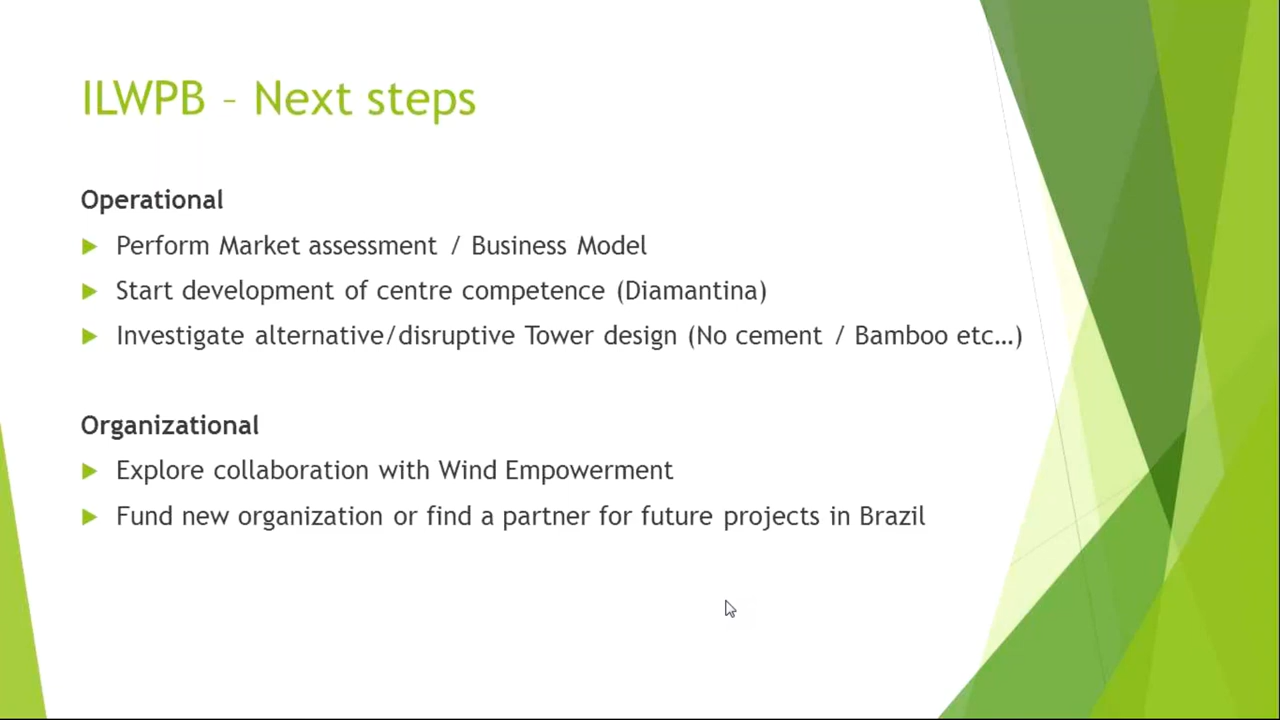 ILWPB – Next steps
Operational
Perform Market assessment / Business Model
Start development of centre competence (Diamantina)
Investigate alternative/disruptive Tower design (No cement / Bamboo etc…)
Organizational
Explore collaboration with Wind Empowerment
Fund new organization or find a partner for future projects in Brazil